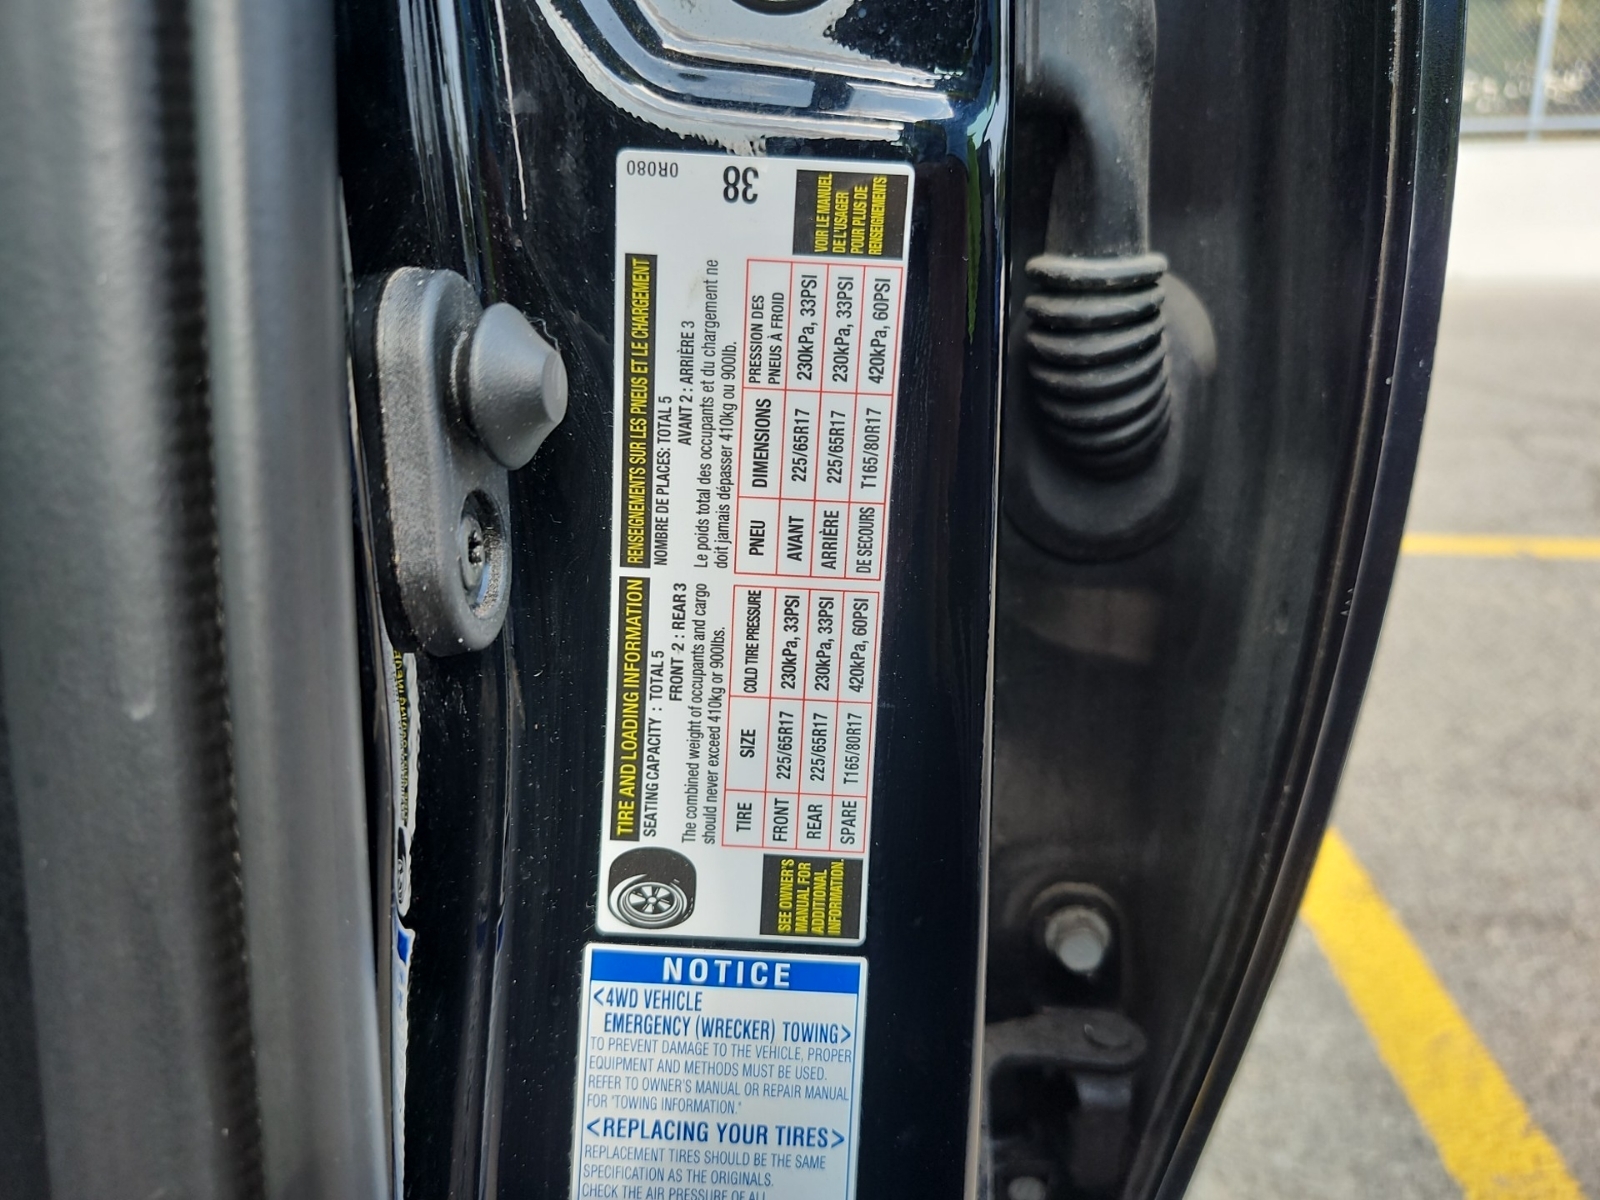 TIRE AND LOADING INFORMATION
SEATING CAPACITY : TOTAL 5
FRONT 2 : REAR 3
The combined weight of occupants and cargo
should never exceed 410kg or 900lbs.
TIRE SIZE COLD TIRE PRESSURE
FRONT 225/65R17 230kPa, 33PSI
REAR 225/65R17 230kPa, 33PSI
SPARE T165/80R17 420kPa, 60PSI
SEE OWNER'S
MANUAL FOR
ADDITIONAL
INFORMATION.
RENSEIGNEMENTS SUR LES PNEUS ET LE CHARGEMENT
NOMBRE DE PLACES: TOTAL 5
AVANT 2 : ARRIÈRE 3
Le poids total des occupants et du chargement ne
doit jamais dépasser 410kg ou 900lb.
PNEU DIMENSIONS PRESSION DES
PNEUS À FROID
AVANT 225/65R17 230kPa, 33PSI
ARRIÈRE 225/65R17 230kPa, 33PSI
DE SECOURS T165/80R17 420kPa, 60PSI
VOIR LE MANUEL
DE L'USAGER
POUR PLUS DE
RENSEIGNEMENTS
0R080
38
NOTICE
<4WD VEHICLE
EMERGENCY (WRECKER) TOWING>
TO PREVENT DAMAGE TO THE VEHICLE, PROPER
EQUIPMENT AND METHODS MUST BE USED.
REFER TO OWNER'S MANUAL OR REPAIR MANUAL
FOR "TOWING INFORMATION."
<REPLACING YOUR TIRES>
REPLACEMENT TIRES SHOULD BE THE SAME
SPECIFICATION AS THE ORIGINALS.
CHECK THE AIR PRESSURE OF ALL